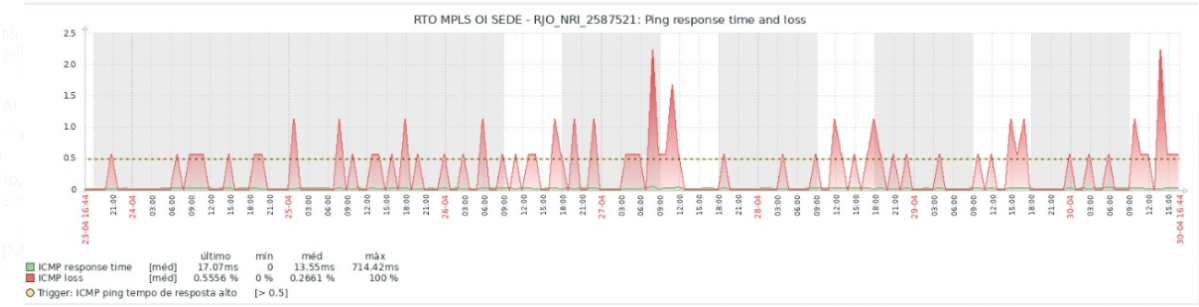 RTO MPLS OI SEDE - RJO_NRI_2587521: Ping response time and loss
2.5
2.0
1.5
1.0
0.5
0
23-04 16:44 21:00 24-04 03:00 06:00 09:00 12:00 15:00 18:00 21:00 25-04 03:00 06:00 09:00 12:00 15:00 18:00 21:00 26-04 03:00 06:00 09:00 12:00 15:00 18:00 21:00 27-04 03:00 06:00 09:00 12:00 15:00 18:00 21:00 28-04 03:00 06:00 09:00 12:00 15:00 18:00 21:00 29-04 03:00 06:00 09:00 12:00 15:00 18:00 21:00 30-04 03:00 06:00 09:00 12:00 15:00 30-04 16:44
último mín méd máx
ICMP response time [méd] 17.07ms 0 13.55ms 714.42ms
ICMP loss [méd] 0.5556 % 0 % 0.2661 % 100 %
Trigger: ICMP ping tempo de resposta alto [> 0.5]